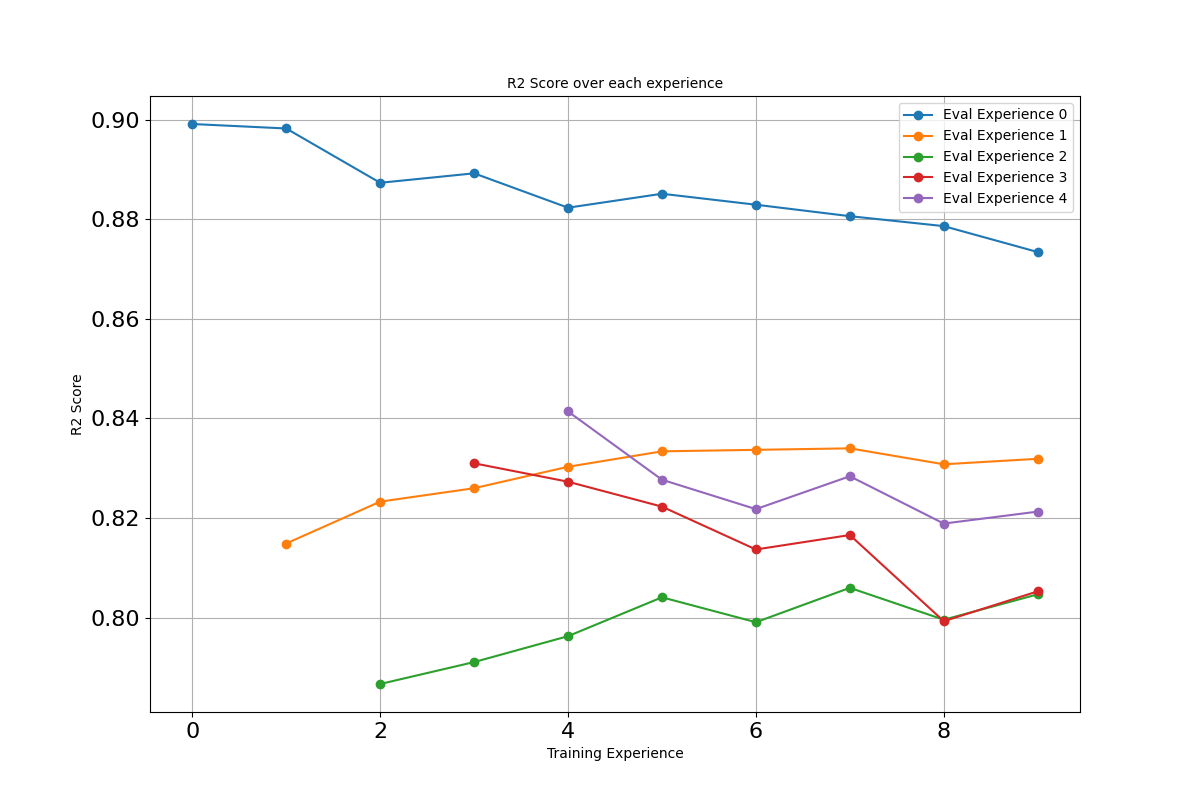 R2 Score over each experience
0.90
0.88
0.86
0.84
0.82
0.80
R2 Score
Eval Experience 0
Eval Experience 1
Eval Experience 2
Eval Experience 3
Eval Experience 4
0 2 4 6 8
Training Experience